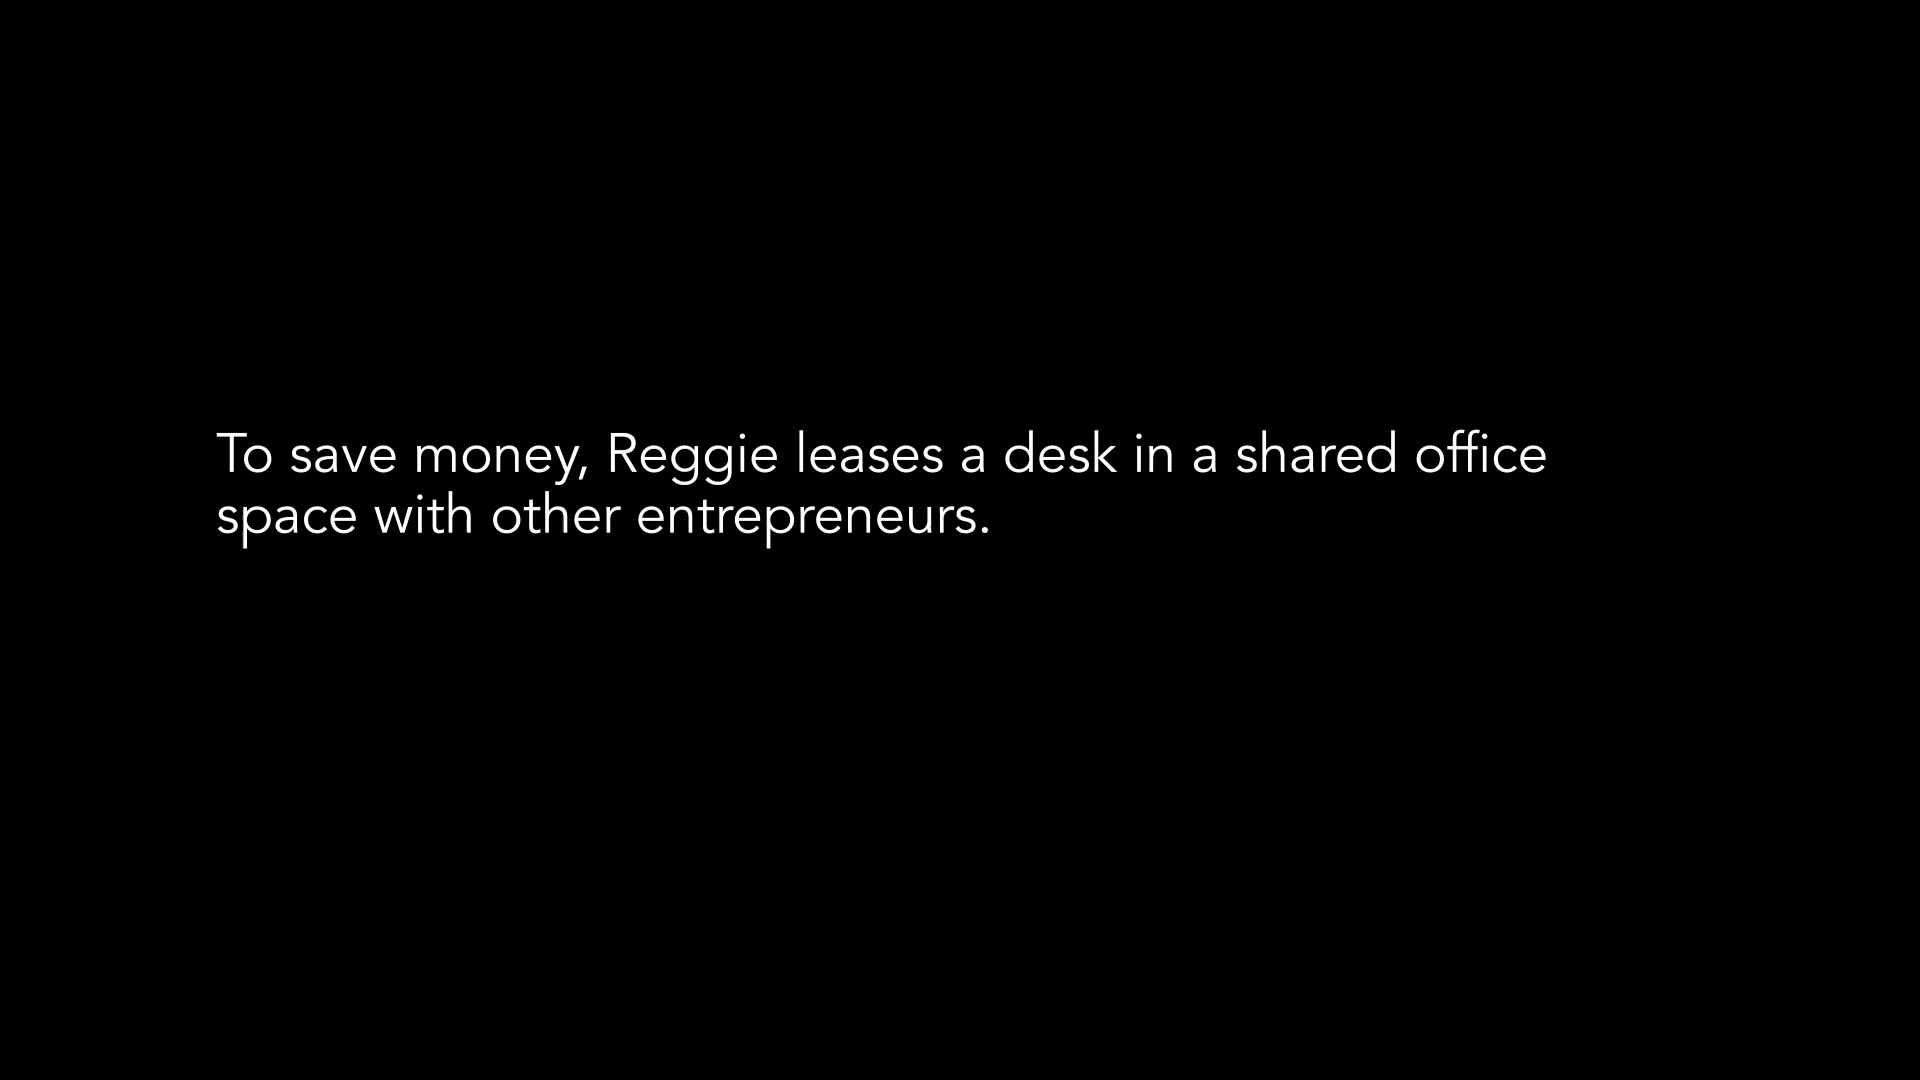 To save money, Reggie leases a desk in a shared office
space with other entrepreneurs.